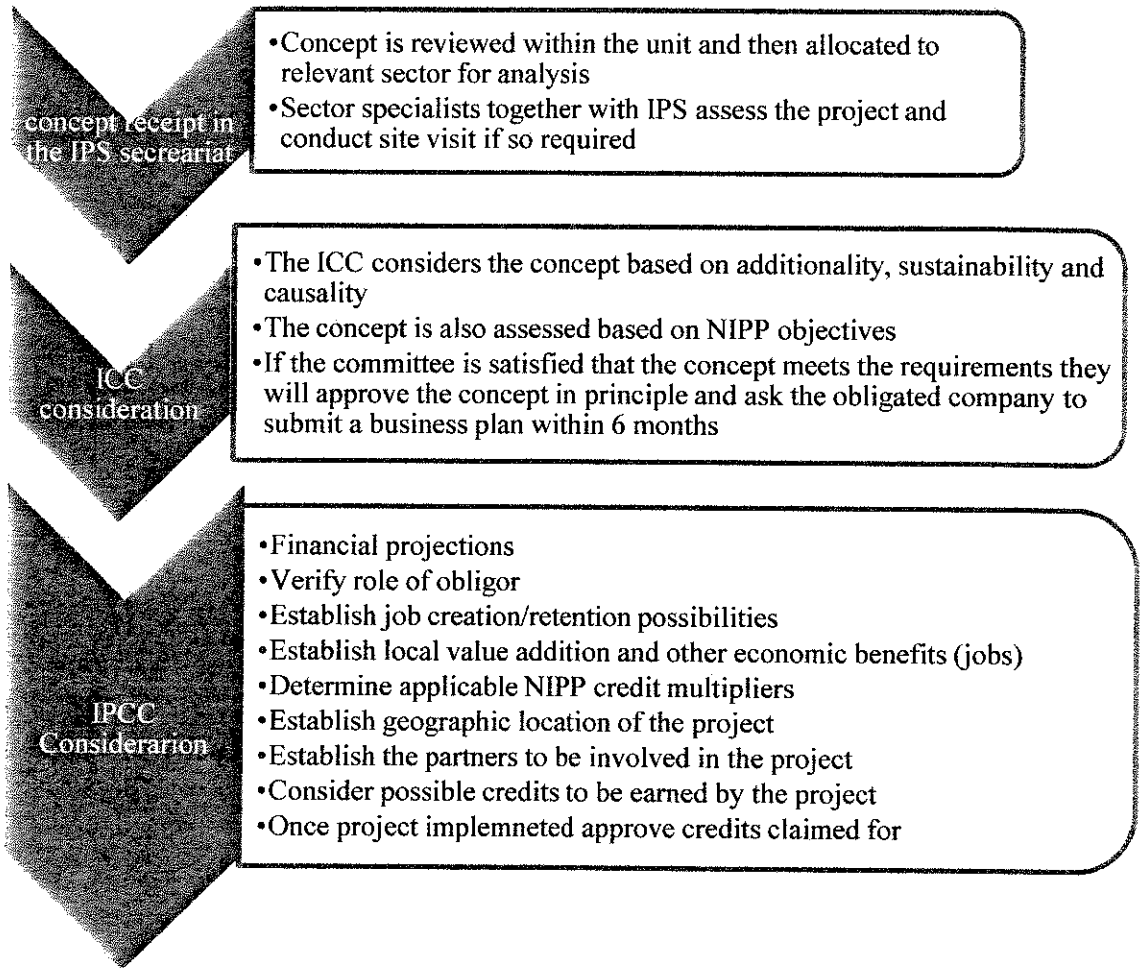 concept receipt in
the IPS secreariat
•Concept is reviewed within the unit and then allocated to
relevant sector for analysis
•Sector specialists together with IPS assess the project and
conduct site visit if so required
ICC
consideration
•The ICC considers the concept based on additionality, sustainability and
causality
•The concept is also assessed based on NIPP objectives
•If the committee is satisfied that the concept meets the requirements they
will approve the concept in principle and ask the obligated company to
submit a business plan within 6 months
IPCC
Considerarion
•Financial projections
•Verify role of obligor
•Establish job creation/retention possibilities
•Establish local value addition and other economic benefits (jobs)
•Determine applicable NIPP credit multipliers
•Establish geographic location of the project
•Establish the partners to be involved in the project
•Consider possible credits to be earned by the project
•Once project implemneted approve credits claimed for